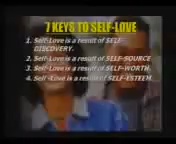 7 KEYS TO SELF-LOVE
1. Self-Love is a result of SELF-
DISCOVERY.
2. Self-Love is a result of SELF-SOURCE
3. Self-Love is a result of SELF-WORTH.
4. Self-Love is a result of SELF-ESTEEM.